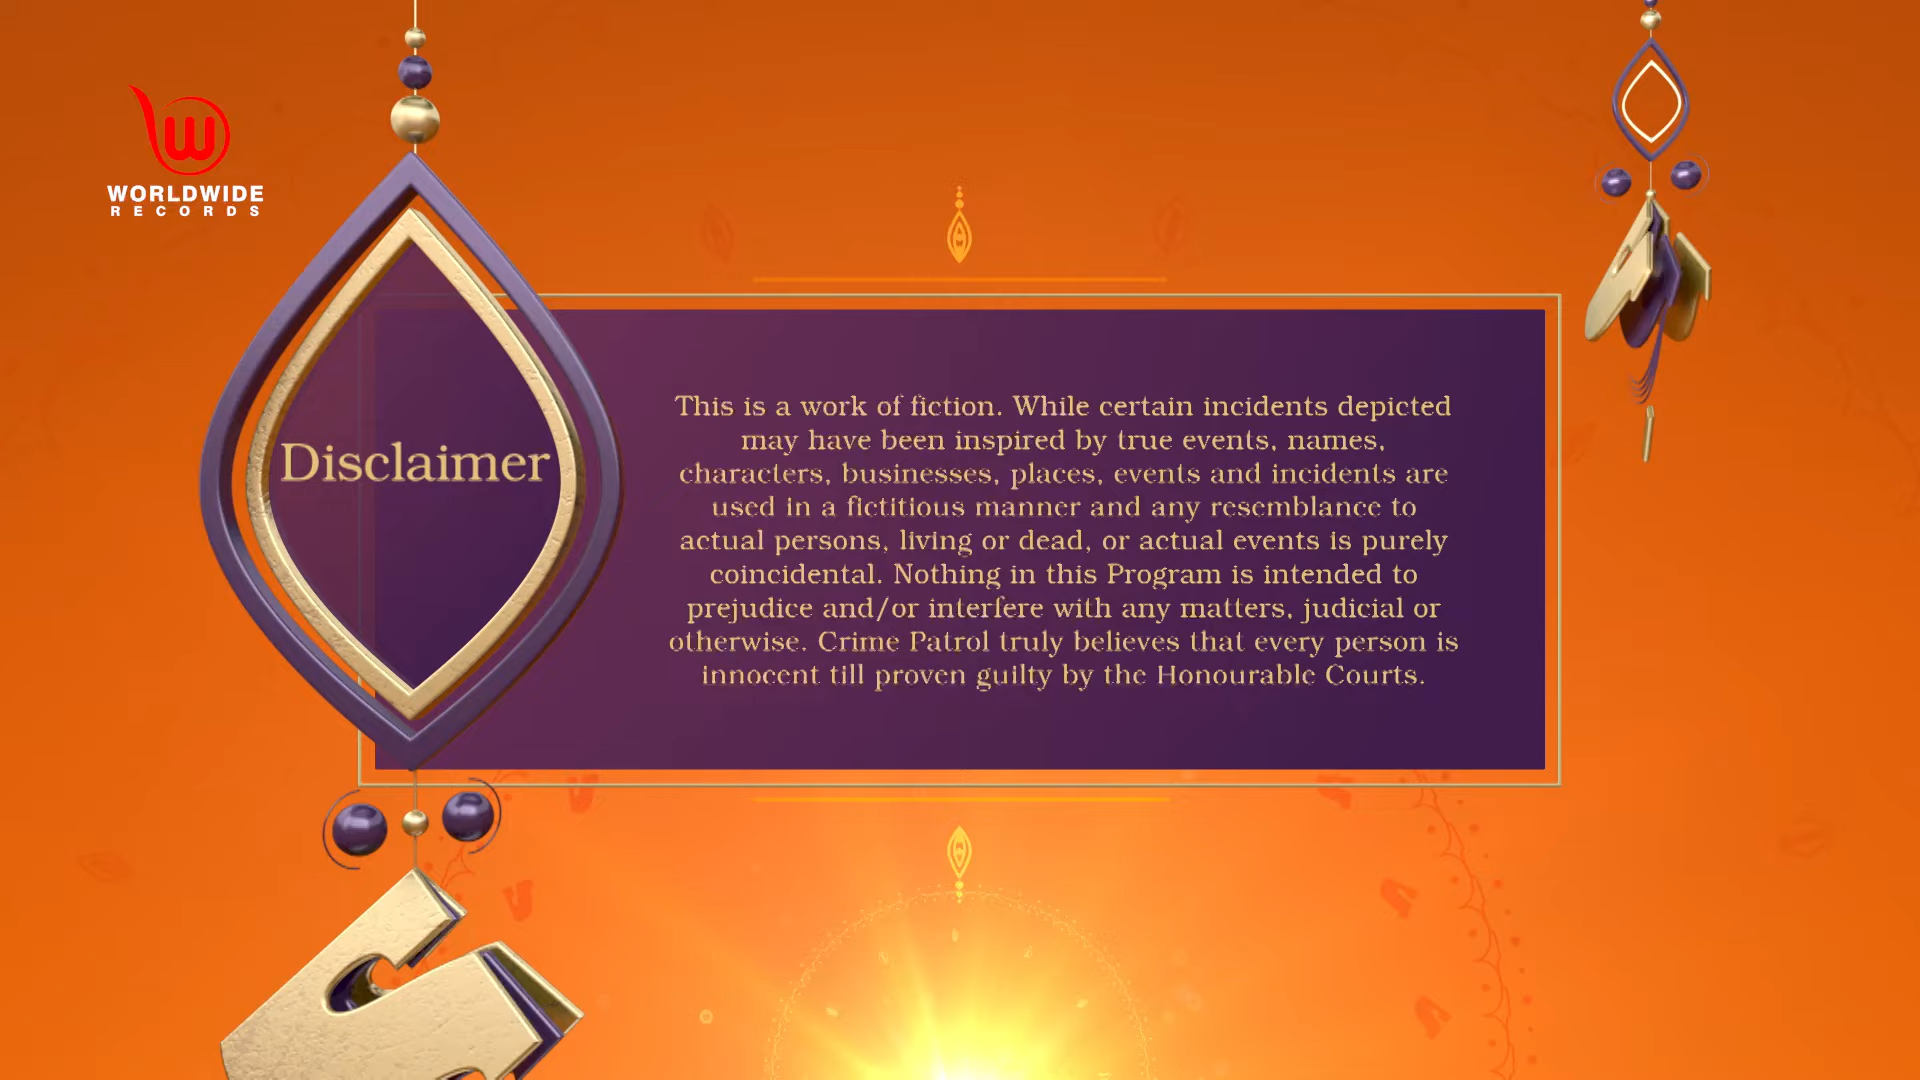 WORLDWIDE
RECORDS
Disclaimer
This is a work of fiction. While certain incidents depicted
may have been inspired by true events, names,
characters, businesses, places, events and incidents are
used in a fictitious manner and any resemblance to
actual persons, living or dead, or actual events is purely
coincidental. Nothing in this Program is intended to
prejudice and/or interfere with any matters, judicial or
otherwise. Crime Patrol truly believes that every person is
innocent till proven guilty by the Honourable Courts.